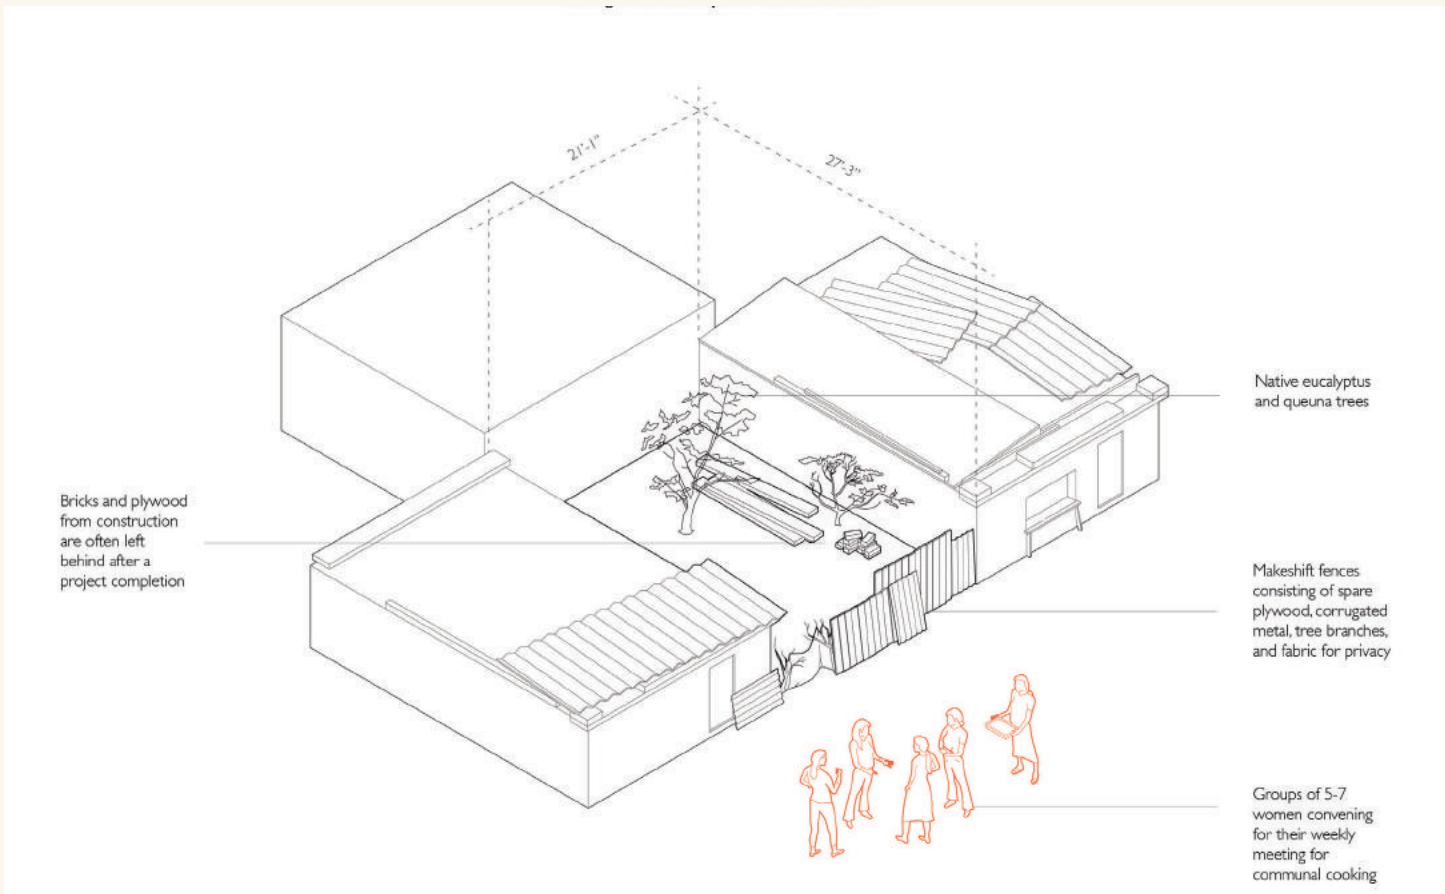 21'-1"
27'-3"
Native eucalyptus
and queuna trees
Bricks and plywood
from construction
are often left
behind after a
project completion
Makeshift fences
consisting of spare
plywood, corrugated
metal, tree branches,
and fabric for privacy
Groups of 5-7
women convening
for their weekly
meeting for
communal cooking